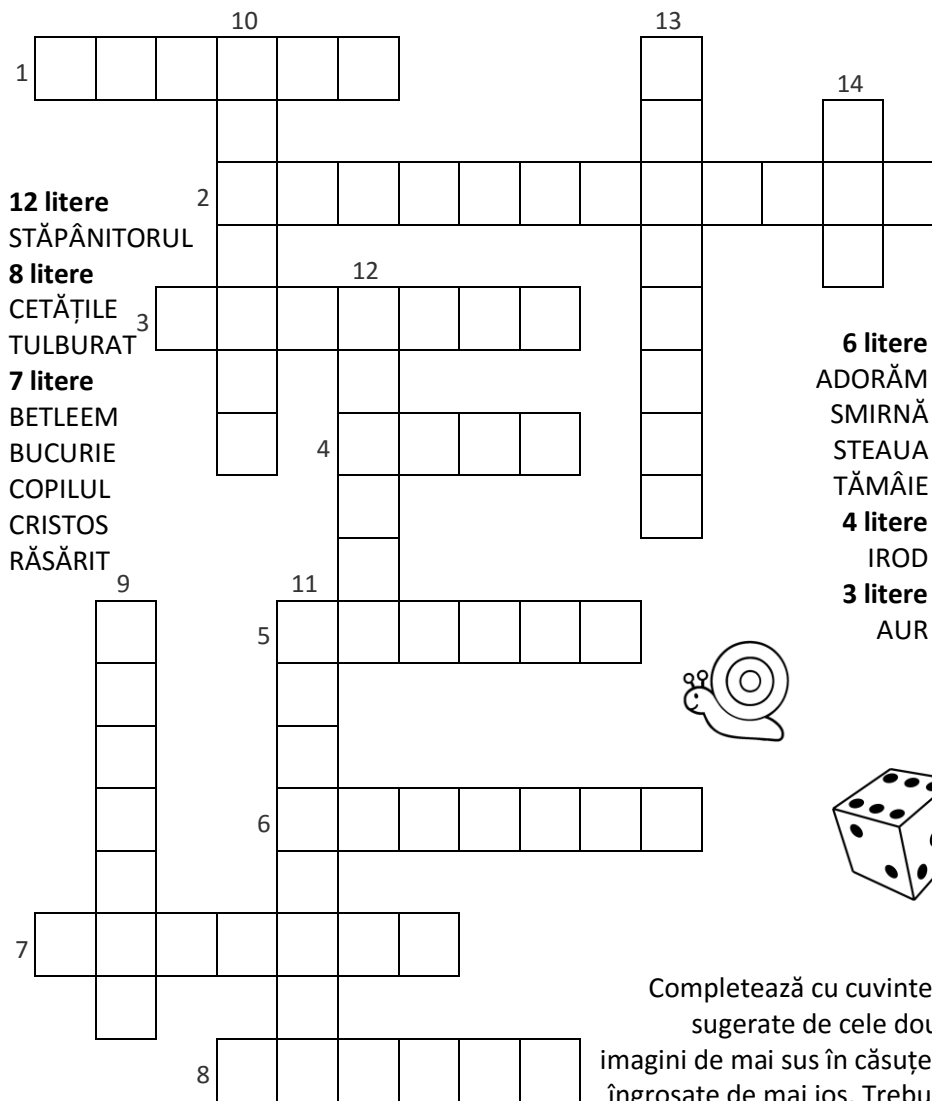 10
13
1
14
12 litere
2
STĂPÂNITORUL
8 litere
12
CETĂȚILE
3
TULBURAT
7 litere
BETLEEM
BUCURIE
4
COPILUL
CRISTOS
RĂSĂRIT
6 litere
ADORĂM
SMIRNĂ
STEAUA
TĂMÂIE
4 litere
IROD
3 litere
AUR
9
11
5
6
7
8
Completează cu cuvinte
sugerate de cele dou
imagini de mai sus în căsuțe
îngroșate de mai jos. Trebu